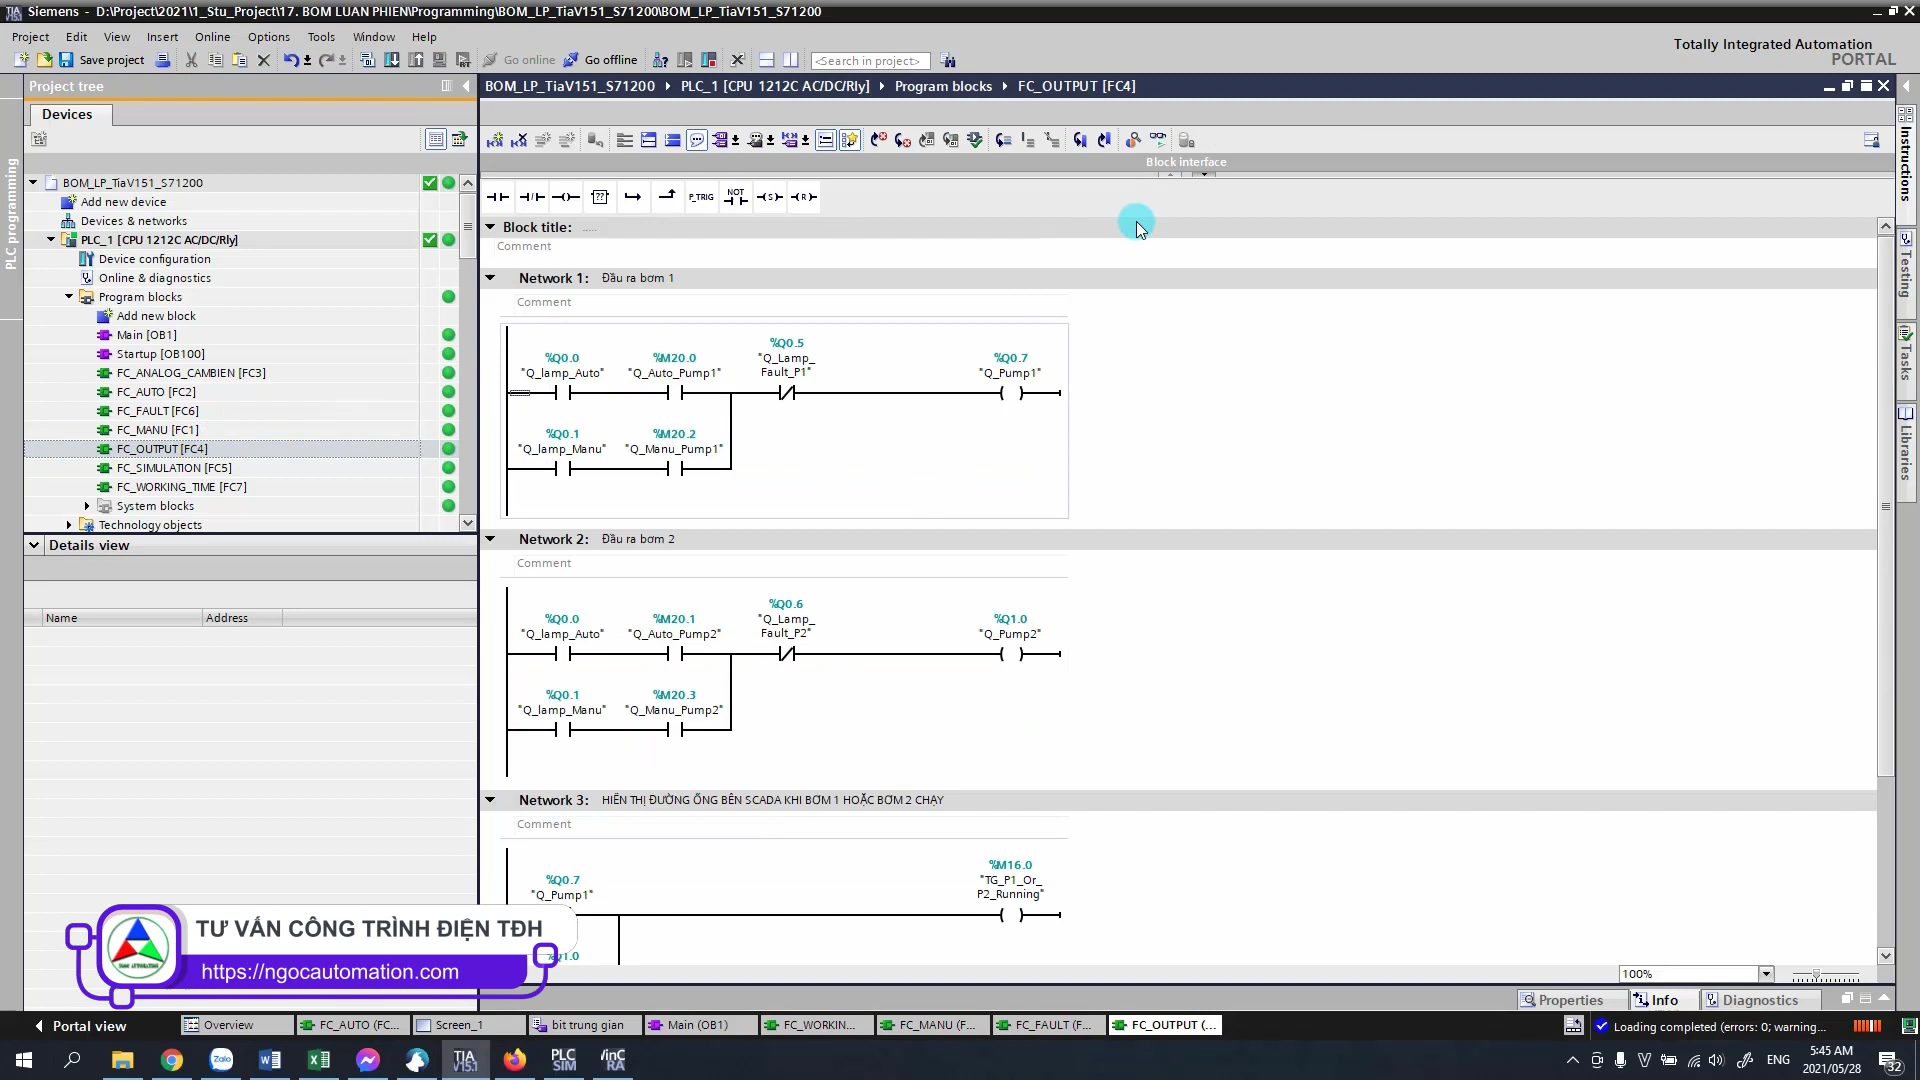 Siemens - D:\Project\2021\1_Stu_Project\17. BOM LUAN PHIEN\Programming\BOM_LP_TiaV151_S71200\BOM_LP_TiaV151_S71200
Project Edit View Insert Online Options Tools Window Help
Totally Integrated Automation
PORTAL
Save project
Go online
Go offline
<Search in project>
Project tree
BOM_LP_TiaV151_S71200 PLC_1 [CPU 1212C AC/DC/Rly] Program blocks FC_OUTPUT [FC4]
Devices
Block interface
PLC programming
Instructions
Testing
Tasks
Libraries
BOM_LP_TiaV151_S71200
Add new device
Devices & networks
PLC_1 [CPU 1212C AC/DC/Rly]
Device configuration
Online & diagnostics
Program blocks
Add new block
Main [OB1]
Startup [OB100]
FC_ANALOG_CAMBIEN [FC3]
FC_AUTO [FC2]
FC_FAULT [FC6]
FC_MANU [FC1]
FC_OUTPUT [FC4]
FC_SIMULATION [FC5]
FC_WORKING_TIME [FC7]
System blocks
Technology objects
Details view
Name Address
??
P_TRIG
NOT
(S)
(R)
Block title: .....
Comment
Network 1: Đầu ra bơm 1
Comment
%Q0.0
"Q_lamp_Auto"
%M20.0
"Q_Auto_Pump1"
%Q0.5
"Q_Lamp_
Fault_P1"
%Q0.7
"Q_Pump1"
%Q0.1
"Q_lamp_Manu"
%M20.2
"Q_Manu_Pump1"
Network 2: Đầu ra bơm 2
Comment
%Q0.0
"Q_lamp_Auto"
%M20.1
"Q_Auto_Pump2"
%Q0.6
"Q_Lamp_
Fault_P2"
%Q1.0
"Q_Pump2"
%Q0.1
"Q_lamp_Manu"
%M20.3
"Q_Manu_Pump2"
Network 3: HIỂN THỊ ĐƯỜNG ỐNG BÊN SCADA KHI BƠM 1 HOẶC BƠM 2 CHẠY
Comment
%Q0.7
"Q_Pump1"
%M16.0
"TG_P1_Or_
P2_Running"
TƯ VẤN CÔNG TRÌNH ĐIỆN TĐH
https://ngocautomation.com
100%
Properties Info Diagnostics
Portal view
Overview
FC_AUTO (FC...
Screen_1
bit trung gian
Main (OB1)
FC_WORKIN...
FC_MANU (F...
FC_FAULT (F...
FC_OUTPUT (...
Loading completed (errors: 0; warning...
Zalo
TIA
V15.1
PLC
SIM
ENG
5:45 AM
2021/05/28
32